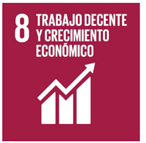 8 TRABAJO DECENTE
Y CRECIMIENTO
ECONÓMICO